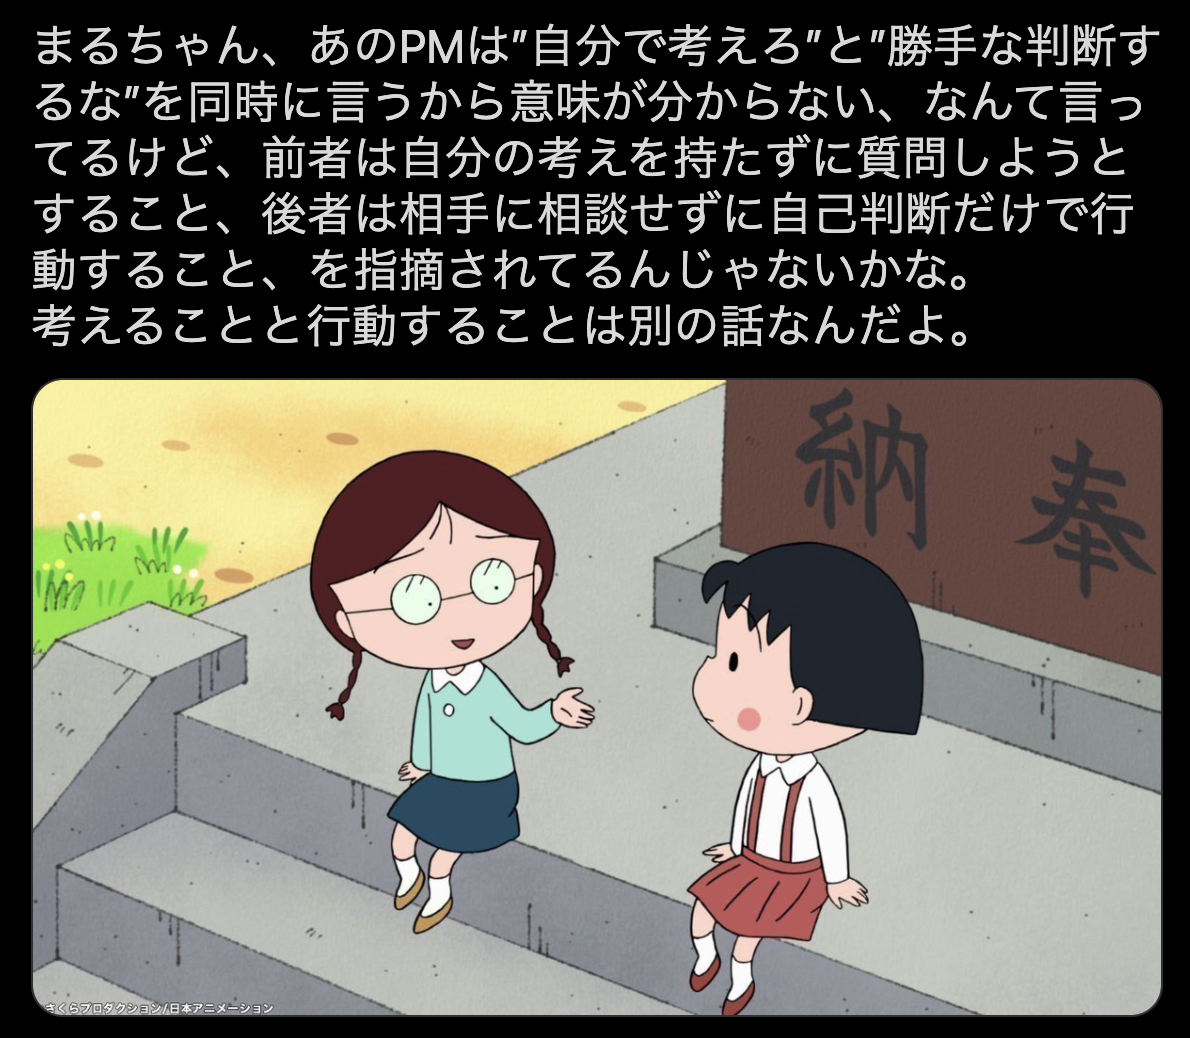 まるちゃん、あのPMは”自分で考えろ”と”勝手な判断す
るな”を同時に言うから意味が分からない、なんて言っ
てるけど、前者は自分の考えを持たずに質問しようと
すること、後者は相手に相談せずに自己判断だけで行
動すること、を指摘されてるんじゃないかな。
考えることと行動することは別の話なんだよ。
納 奉
さくらプロダクション/日本アニメーション